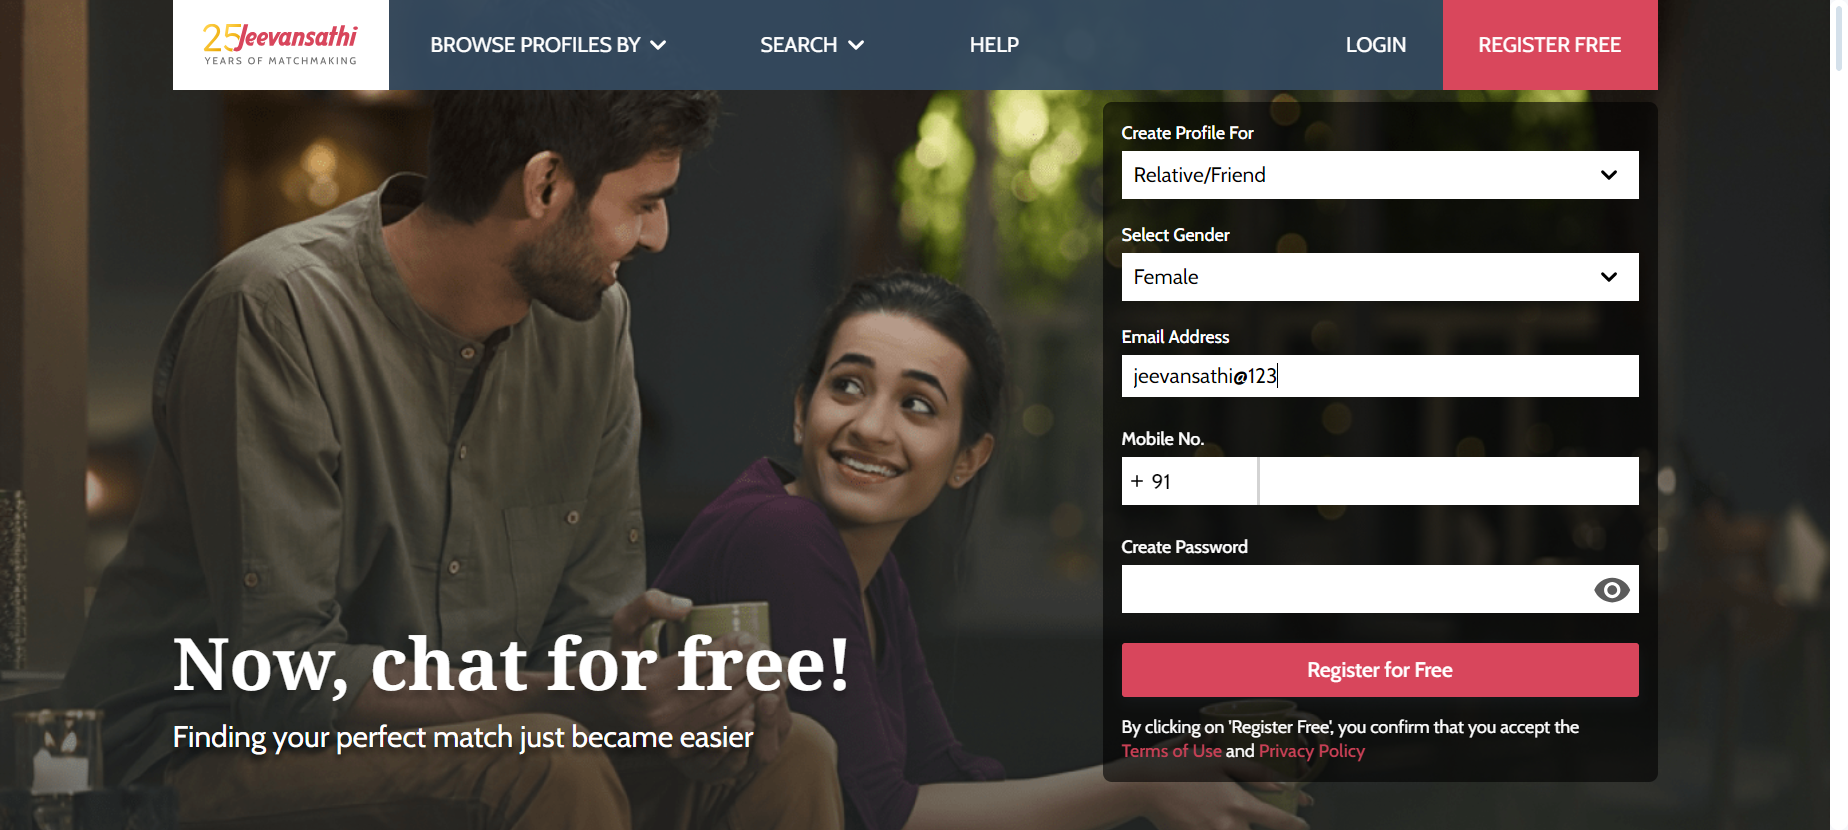 25 Jeevansathi
YEARS OF MATCHMAKING
BROWSE PROFILES BY
SEARCH
HELP
LOGIN
REGISTER FREE
Create Profile For
Relative/Friend
Select Gender
Female
Email Address
jeevansathi@123
Mobile No.
+ 91
Create Password
Register for Free
By clicking on 'Register Free', you confirm that you accept the
Terms of Use and Privacy Policy
Now, chat for free!
Finding your perfect match just became easier